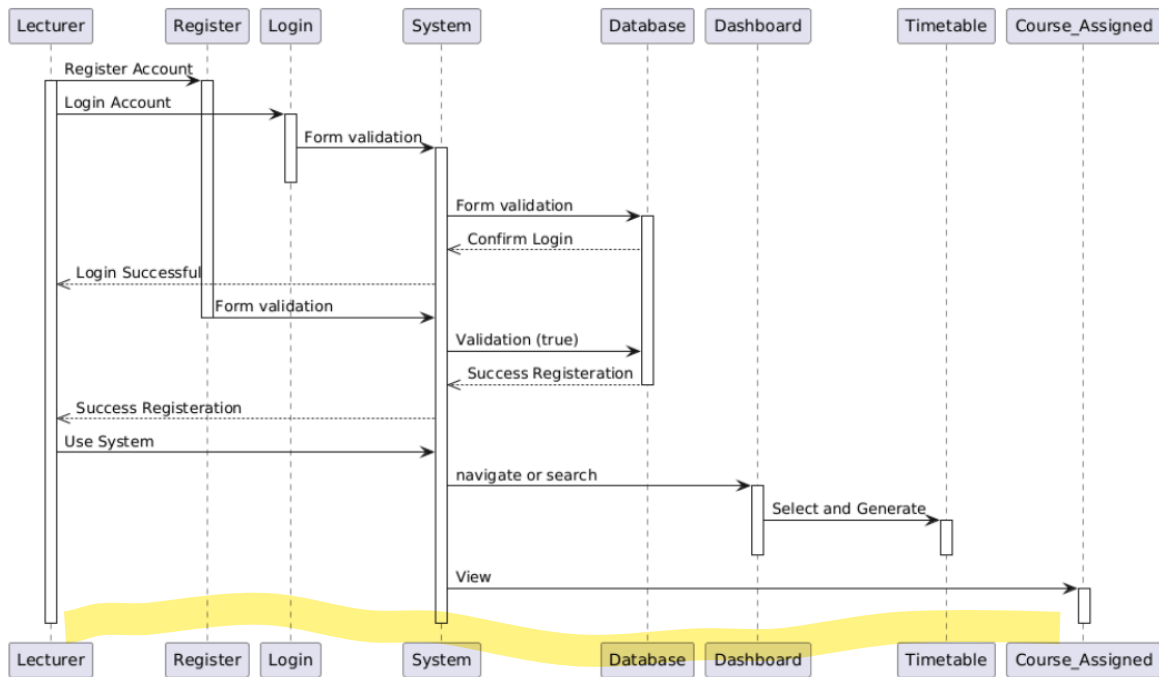 Lecturer Register Login System Database Dashboard Timetable Course_Assigned
Register Account
Login Account
Form validation
Form validation
Confirm Login
Login Successful
Form validation
Validation (true)
Success Registeration
Success Registeration
Use System
navigate or search
Select and Generate
View
Lecturer Register Login System Database Dashboard Timetable Course_Assigned